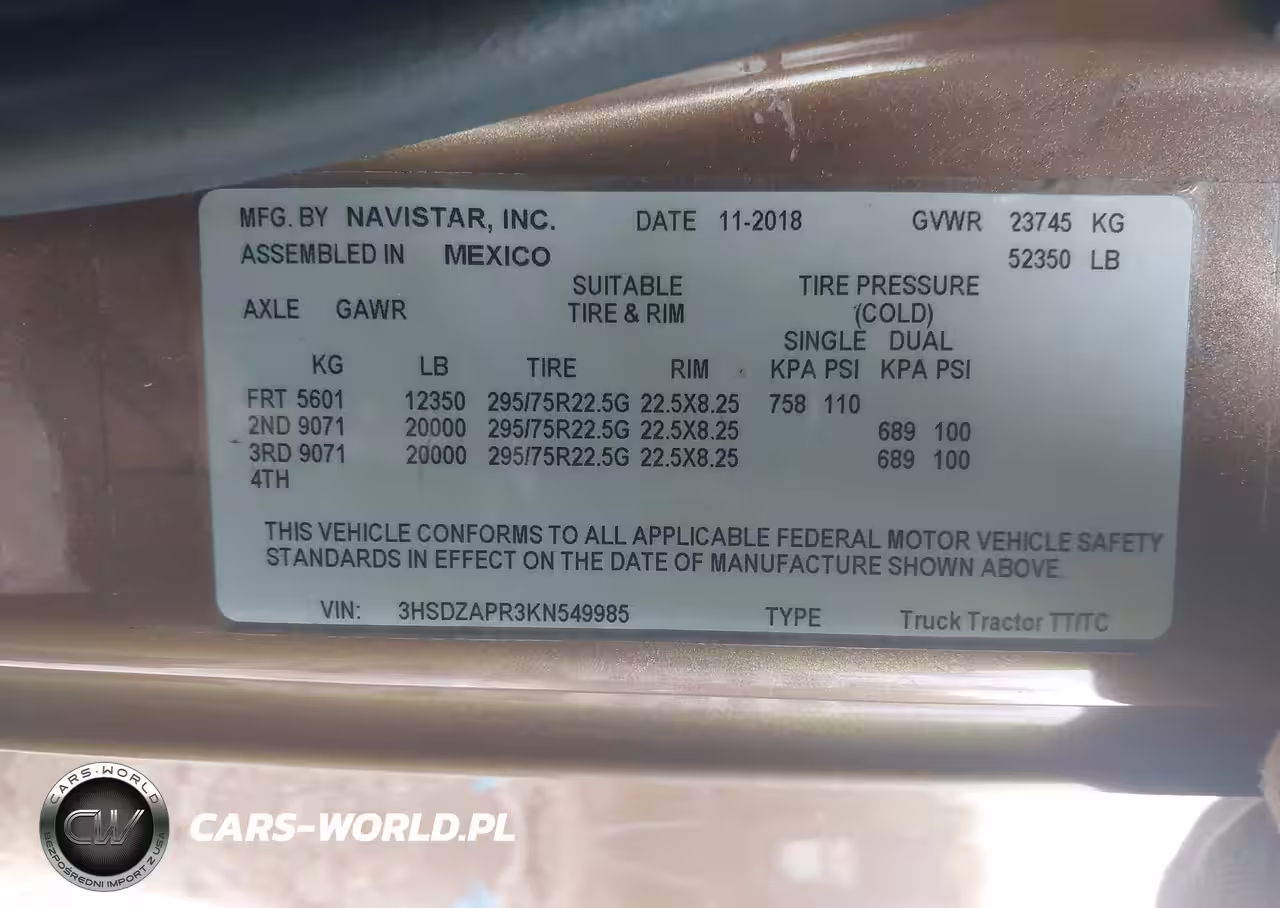 MFG. BY NAVISTAR, INC. DATE 11-2018 GVWR 23745 KG
ASSEMBLED IN MEXICO 52350 LB
SUITABLE TIRE PRESSURE
AXLE GAWR TIRE & RIM (COLD)
SINGLE DUAL
KG LB TIRE RIM KPA PSI KPA PSI
FRT 5601 12350 295/75R22.5G 22.5X8.25 758 110
2ND 9071 20000 295/75R22.5G 22.5X8.25 689 100
3RD 9071 20000 295/75R22.5G 22.5X8.25 689 100
4TH
THIS VEHICLE CONFORMS TO ALL APPLICABLE FEDERAL MOTOR VEHICLE SAFETY
STANDARDS IN EFFECT ON THE DATE OF MANUFACTURE SHOWN ABOVE.
VIN: 3HSDZAPR3KN549985 TYPE Truck Tractor TT/TC
CARS-WORLD
CW
BEZPOŚREDNI IMPORT Z USA
CARS-WORLD.PL